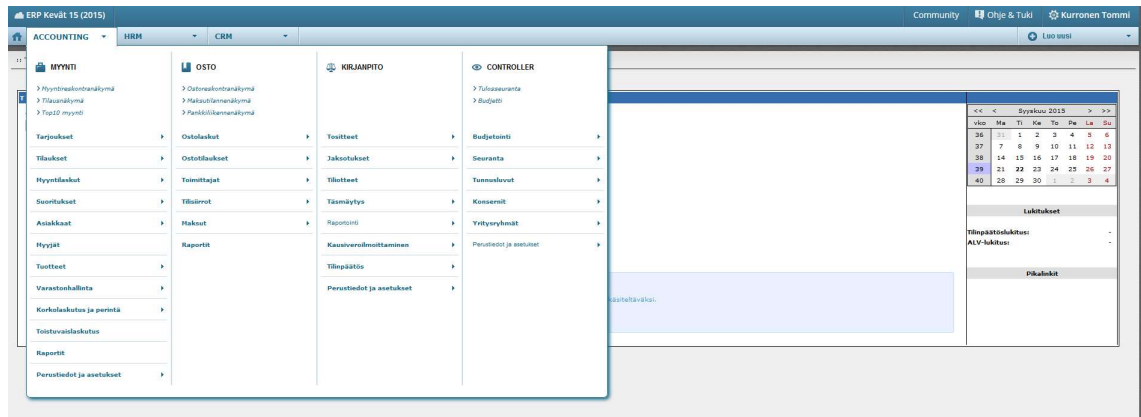 ERP Kevät 15 (2015)
Community
Ohje & Tuki
Kurronen Tommi
ACCOUNTING
HRM
CRM
Luo uusi
MYYNTI
> Myyntireskontranäkymä
> Tilausnäkymä
> Top10 myynti
Tarjoukset
Tilaukset
Myyntilaskut
Suoritukset
Asiakkaat
Myyjät
Tuotteet
Varastonhallinta
Korkolaskutus ja perintä
Toistuvaislaskutus
Raportit
Perustiedot ja asetukset
OSTO
> Ostoreskontranäkymä
> Maksutilannenäkymä
> Pankkiliikennenäkymä
Ostolaskut
Ostotilaukset
Toimittajat
Tilisiirrot
Maksut
Raportit
KIRJANPITO
Tositteet
Jaksotukset
Tiliotteet
Täsmäytys
Raportointi
Kausiveroilmoittaminen
Tilinpäätös
Perustiedot ja asetukset
CONTROLLER
> Tulosseuranta
> Budjetti
Budjetointi
Seuranta
Tunnusluvut
Konsernit
Yritysryhmät
Perustiedot ja asetukset
käsiteltäväksi.
<< < Syyskuu 2015 > >>
vko Ma Ti Ke To Pe La Su
36 31 1 2 3 4 5 6
37 7 8 9 10 11 12 13
38 14 15 16 17 18 19 20
39 21 22 23 24 25 26 27
40 28 29 30 1 2 3 4
Lukitukset
Tilinpäätöslukitus: -
ALV-lukitus: -
Pikalinkit